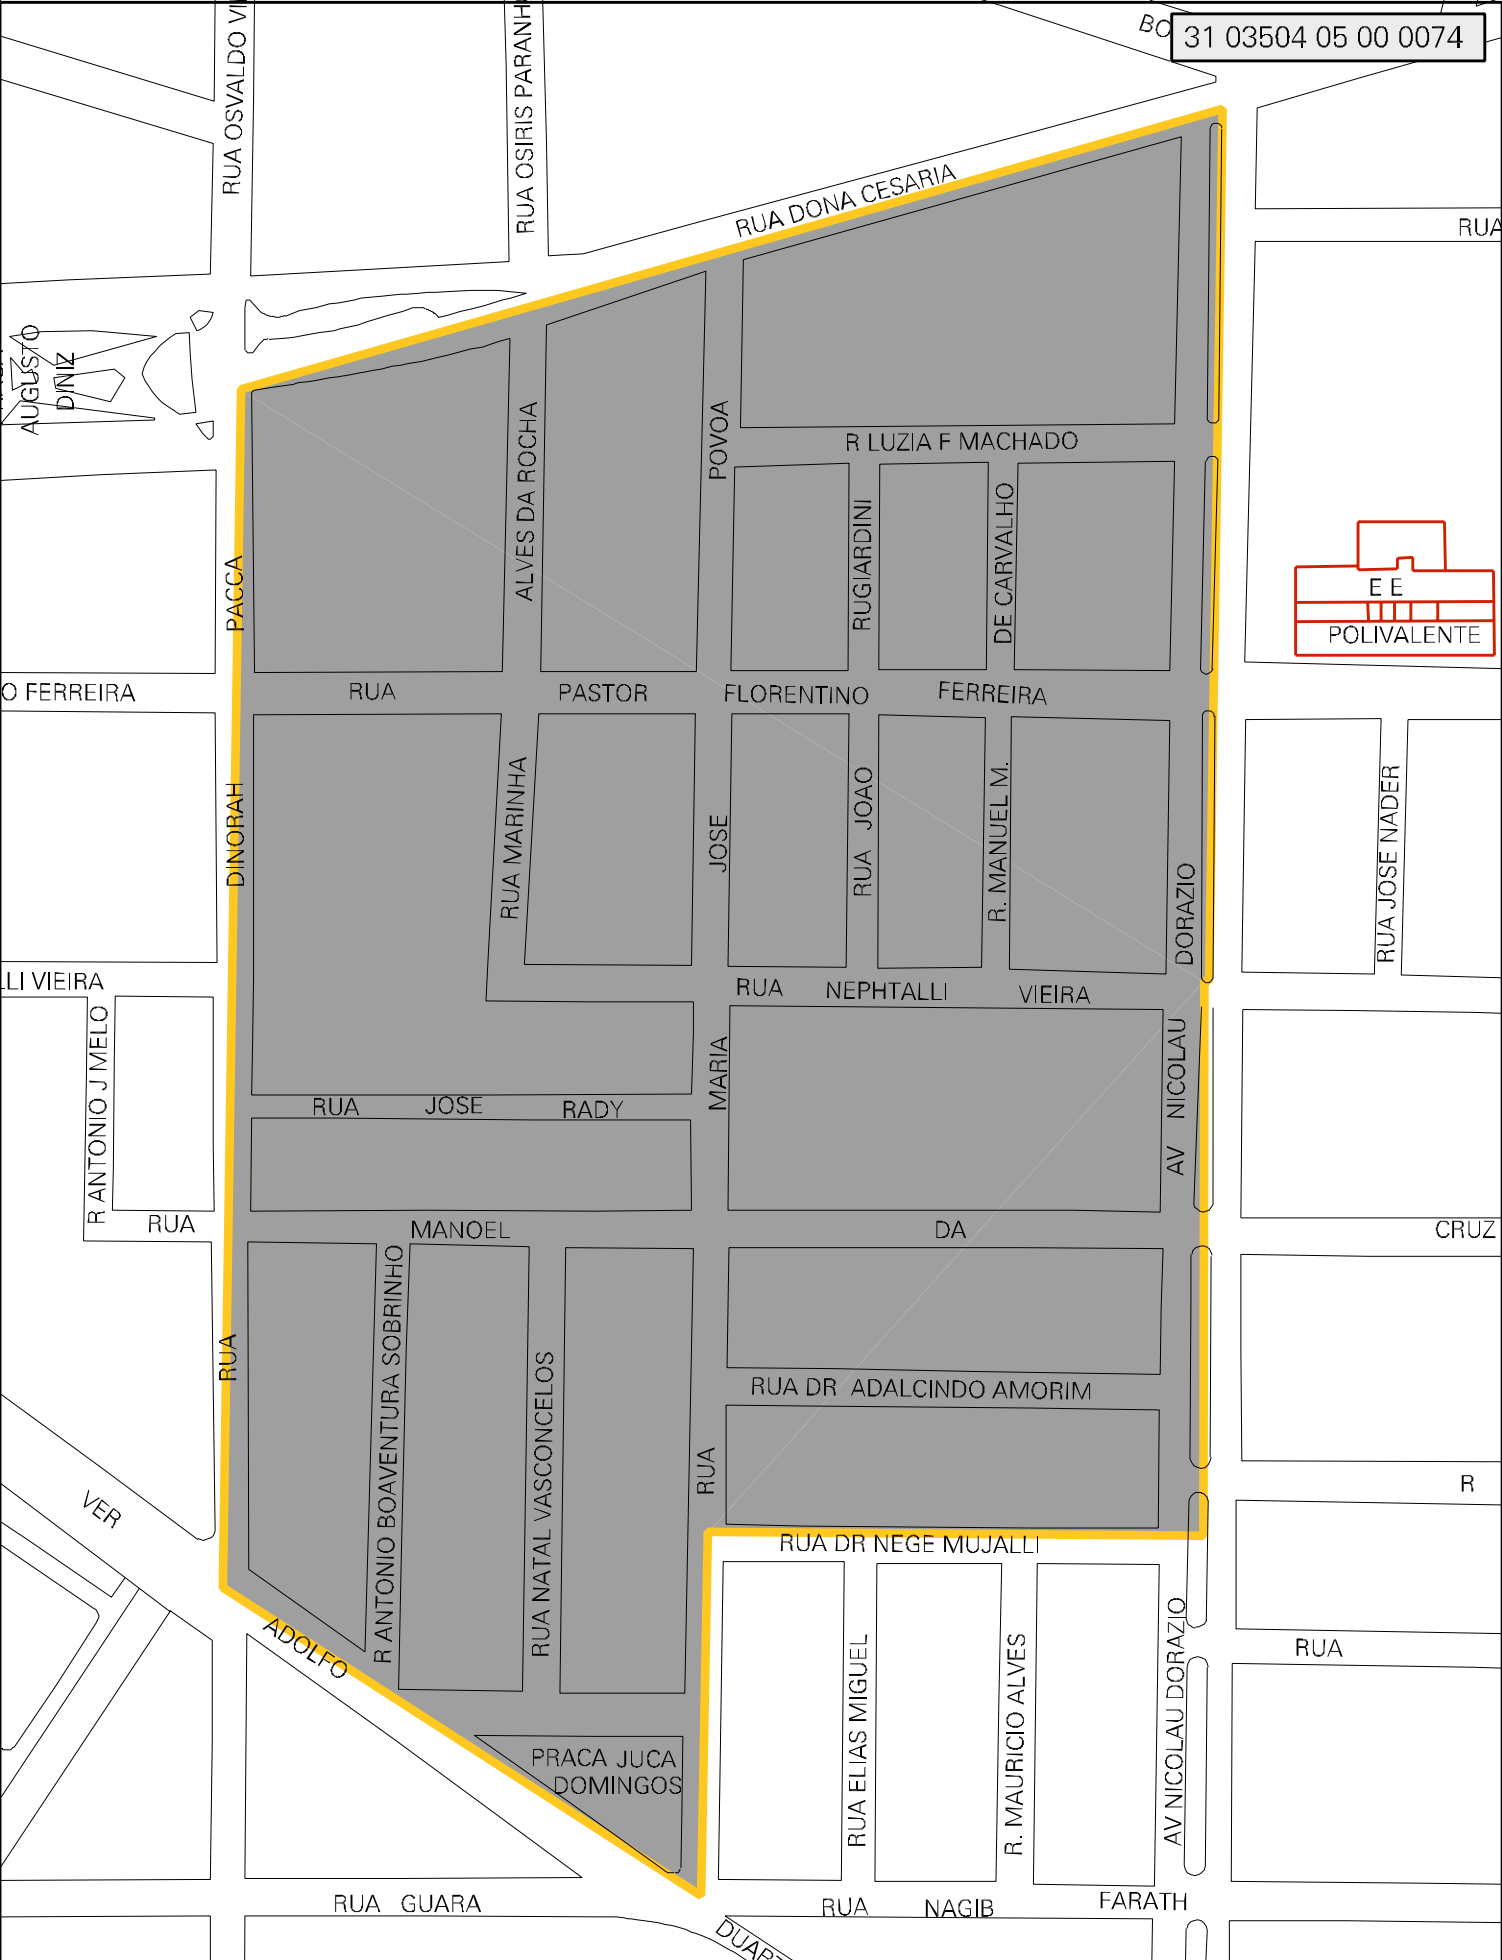 31 03504 05 00 0074
BO
RUA OSVALDO VI
RUA OSIRIS PARANH
RUA DONA CESARIA
RUA
AUGUSTO
DINIZ
ALVES DA ROCHA
POVOA
R LUZIA F MACHADO
RUGIARDINI
DE CARVALHO
PACCA
E E
POLIVALENTE
O FERREIRA
RUA PASTOR FLORENTINO FERREIRA
DINORAH
RUA MARINHA
JOSE
RUA JOAO
R. MANUEL M.
DORAZIO
RUA JOSE NADER
LLI VIEIRA
RUA NEPHTALLI VIEIRA
R ANTONIO J MELO
MARIA
AV NICOLAU
RUA JOSE RADY
RUA MANOEL DA CRUZ
RUA
R ANTONIO BOAVENTURA SOBRINHO
RUA NATAL VASCONCELOS
RUA DR ADALCINDO AMORIM
RUA
R
VER
ADOLFO
RUA DR NEGE MUJALLI
RUA ELIAS MIGUEL
R. MAURICIO ALVES
AV NICOLAU DORAZIO
RUA
PRACA JUCA
DOMINGOS
RUA GUARA
RUA NAGIB FARATH
DUART